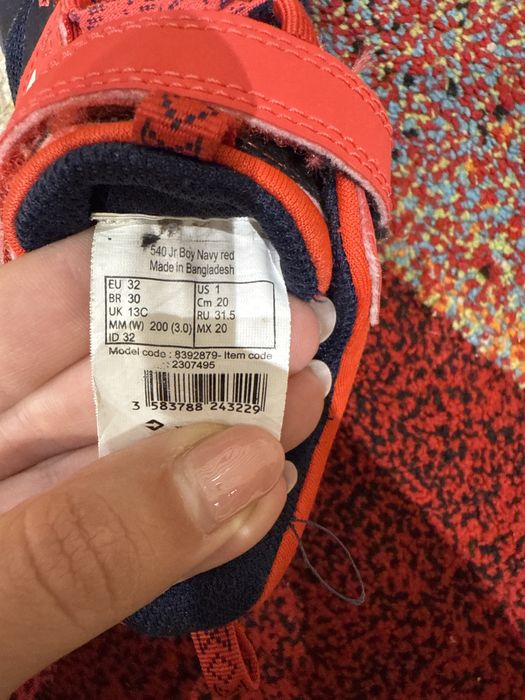 540 Jr Boy Navy red
Made in Bangladesh
EU 32 US 1
BR 30 Cm 20
UK 13C RU 31.5
MM (W) 200 (3.0) MX 20
ID 32
Model code : 8392879- Item code
: 2307495
3 583788 243229